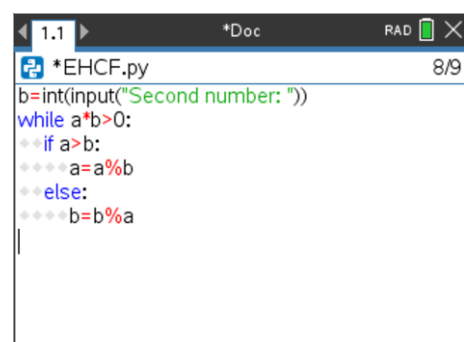 1.1 *Doc RAD
*EHCF.py 8/9
b=int(input("Second number: "))
while a*b>0:
  if a>b:
    a=a%b
  else:
    b=b%a